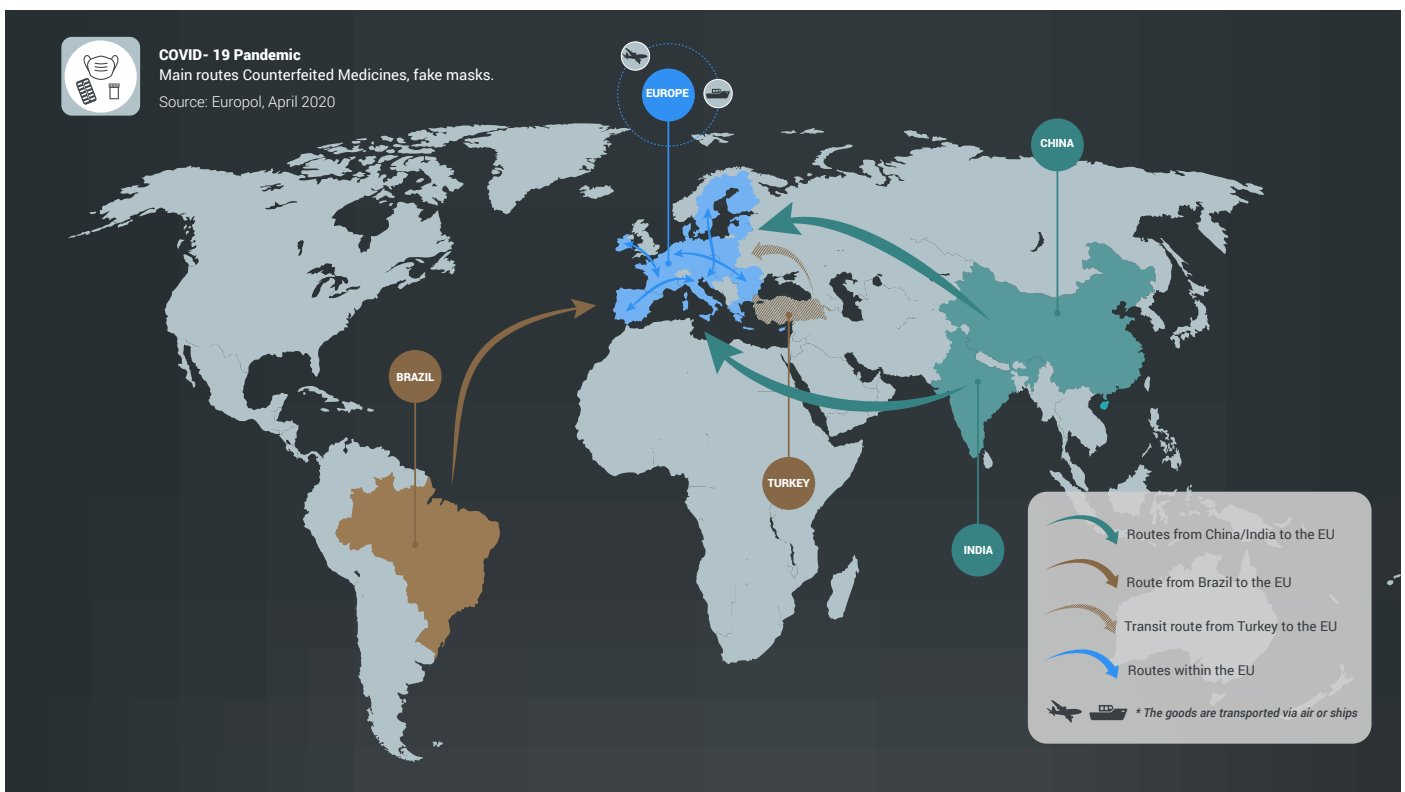 COVID- 19 Pandemic
Main routes Counterfeited Medicines, fake masks.
Source: Europol, April 2020
EUROPE
CHINA
BRAZIL
TURKEY
INDIA
Routes from China/India to the EU
Route from Brazil to the EU
Transit route from Turkey to the EU
Routes within the EU
* The goods are transported via air or ships